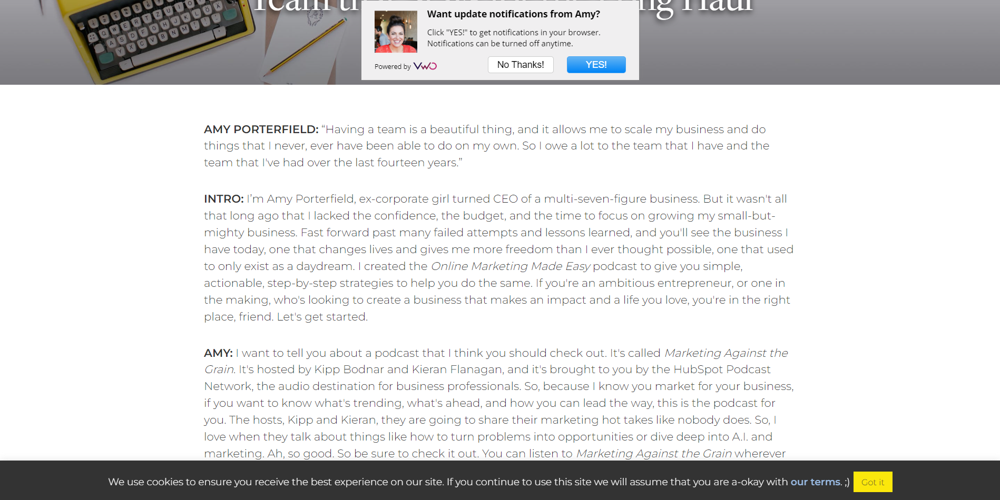 Want update notifications from Amy?
Click "YES!" to get notifications in your browser.
Notifications can be turned off anytime.
Powered by VWO
No Thanks!
YES!
AMY PORTERFIELD: “Having a team is a beautiful thing, and it allows me to scale my business and do
things that I never, ever have been able to do on my own. So I owe a lot to the team that I have and the
team that I've had over the last fourteen years.”
INTRO: I’m Amy Porterfield, ex-corporate girl turned CEO of a multi-seven-figure business. But it wasn't all
that long ago that I lacked the confidence, the budget, and the time to focus on growing my small-but-
mighty business. Fast forward past many failed attempts and lessons learned, and you'll see the business I
have today, one that changes lives and gives me more freedom than I ever thought possible, one that used
to only exist as a daydream. I created the Online Marketing Made Easy podcast to give you simple,
actionable, step-by-step strategies to help you do the same. If you're an ambitious entrepreneur, or one in
the making, who's looking to create a business that makes an impact and a life you love, you're in the right
place, friend. Let's get started.
AMY: I want to tell you about a podcast that I think you should check out. It's called Marketing Against the
Grain. It's hosted by Kipp Bodnar and Kieran Flanagan, and it's brought to you by the HubSpot Podcast
Network, the audio destination for business professionals. So, because I know you market for your business,
if you want to know what's trending, what's ahead, and how you can lead the way, this is the podcast for
you. The hosts, Kipp and Kieran, they are going to share their marketing hot takes like nobody does. So, I
love when they talk about things like how to turn problems into opportunities or dive deep into A.I. and
marketing. Ah, so good. So be sure to check it out. You can listen to Marketing Against the Grain wherever
We use cookies to ensure you receive the best experience on our site. If you continue to use this site we will assume that you are a-okay with our terms. ;)
Got it